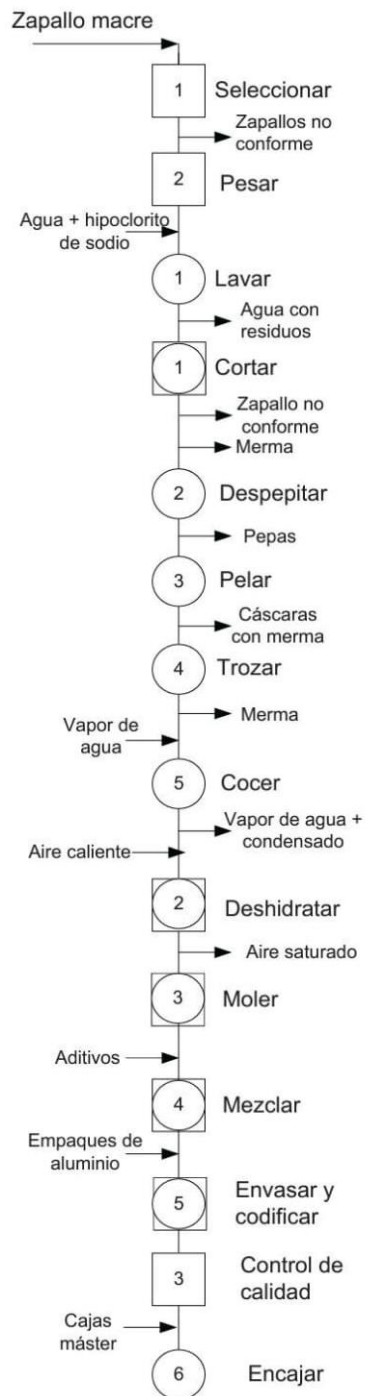 Zapallo macre
1
Seleccionar
Zapallos no
conforme
2
Pesar
Agua + hipoclorito
de sodio
1
Lavar
Agua con
residuos
1
Cortar
Zapallo no
conforme
Merma
2
Despepitar
Pepas
3
Pelar
Cáscaras
con merma
4
Trozar
Merma
Vapor de
agua
5
Cocer
Vapor de agua +
condensado
Aire caliente
2
Deshidratar
Aire saturado
3
Moler
Aditivos
4
Mezclar
Empaques de
aluminio
5
Envasar y
codificar
3
Control de
calidad
Cajas
máster
6
Encajar